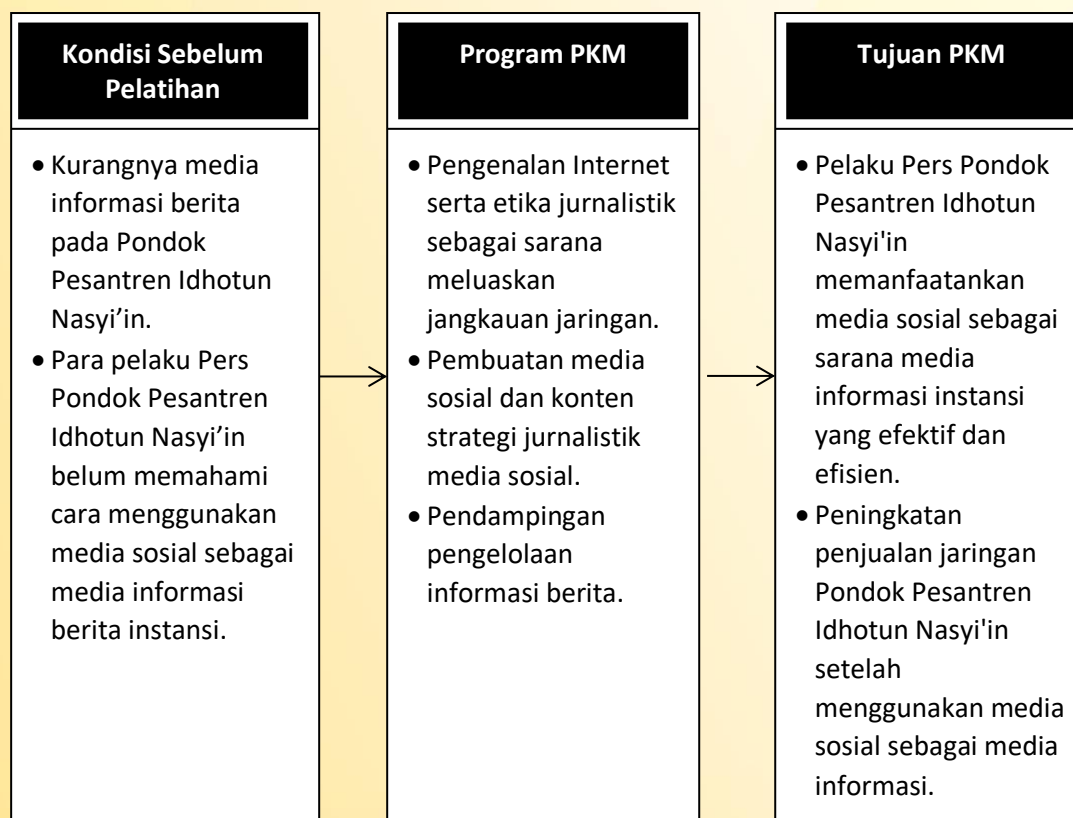 Kondisi Sebelum
Pelatihan
• Kurangnya media
informasi berita
pada Pondok
Pesantren Idhotun
Nasyi’in.
• Para pelaku Pers
Pondok Pesantren
Idhotun Nasyi’in
belum memahami
cara menggunakan
media sosial sebagai
media informasi
berita instansi.
Program PKM
• Pengenalan Internet
serta etika jurnalistik
sebagai sarana
meluaskan
jangkauan jaringan.
• Pembuatan media
sosial dan konten
strategi jurnalistik
media sosial.
• Pendampingan
pengelolaan
informasi berita.
Tujuan PKM
• Pelaku Pers Pondok
Pesantren Idhotun
Nasyi'in
memanfaatankan
media sosial sebagai
sarana media
informasi instansi
yang efektif dan
efisien.
• Peningkatan
penjualan jaringan
Pondok Pesantren
Idhotun Nasyi'in
setelah
menggunakan media
sosial sebagai media
informasi.